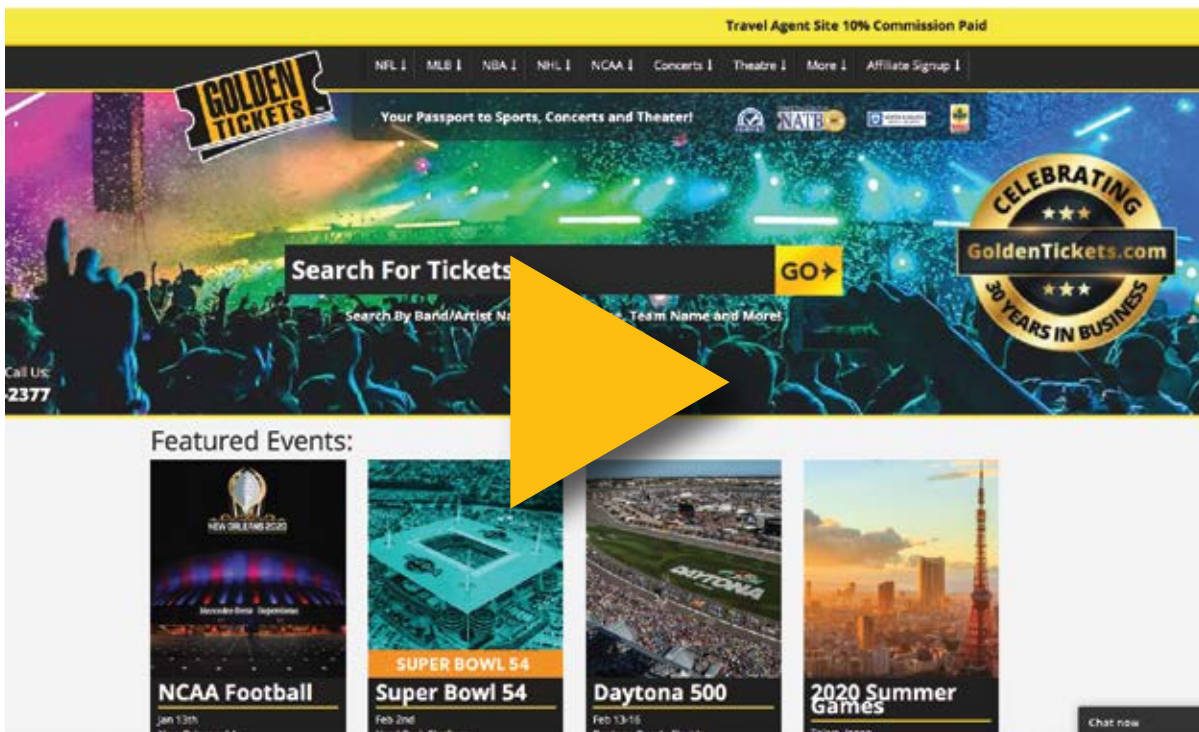 Travel Agent Site 10% Commission Paid
NFL MLB NBA NHL NCAA Concerts Theatre More Affiliate Signup
GOLDEN
TICKETS
Your Passport to Sports, Concerts and Theater!
NATB
CELEBRATING
GoldenTickets.com
30 YEARS IN BUSINESS
Search For Tickets
GO
Search By Band/Artist Team Name and More!
Call Us:
-2377
Featured Events:
NEW ORLEANS 2020
Mercedes-Benz Superdome
DAYTONA
SUPER BOWL 54
NCAA Football
Jan 13th
Super Bowl 54
Feb 2nd
Daytona 500
Feb 13-16
2020 Summer
Games
Chat now